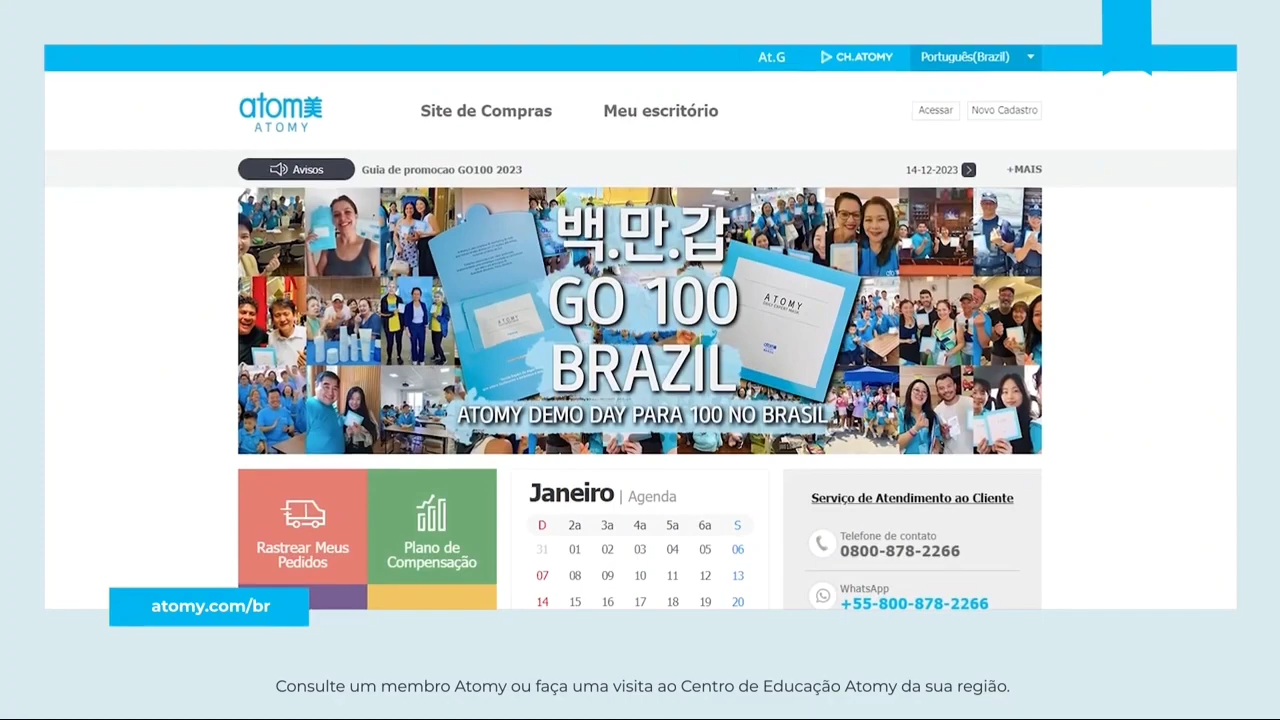 At.G
CH.ATOMY
Português(Brazil)
atom美
ATOMY
Site de Compras
Meu escritório
Acessar
Novo Cadastro
Avisos
Guia de promocao GO100 2023
14-12-2023
+MAIS
백.만.갑
GO 100
BRAZIL
ATOMY DEMO DAY PARA 100 NO BRASIL
ATOMY
ATOMY
Rastrear Meus
Pedidos
Plano de
Compensação
Janeiro | Agenda
D 2a 3a 4a 5a 6a S
31 01 02 03 04 05 06
07 08 09 10 11 12 13
14 15 16 17 18 19 20
Serviço de Atendimento ao Cliente
Telefone de contato
0800-878-2266
WhatsApp
+55-800-878-2266
atomy.com/br
Consulte um membro Atomy ou faça uma visita ao Centro de Educação Atomy da sua região.